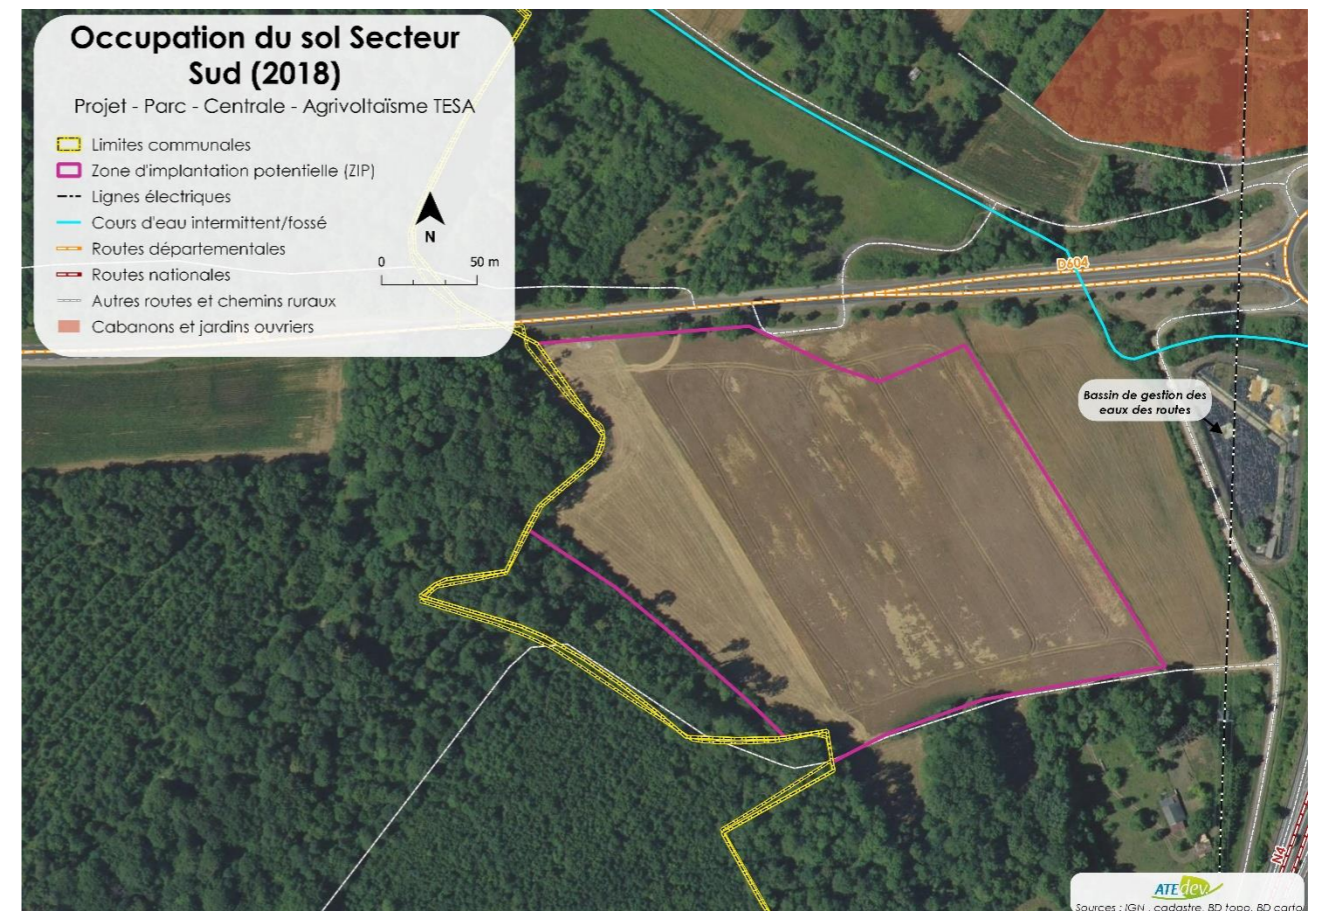 Occupation du sol Secteur
Sud (2018)
Projet - Parc - Centrale - Agrivoltaïsme TESA
Limites communales
Zone d'implantation potentielle (ZIP)
Lignes électriques
Cours d'eau intermittent/fossé
Routes départementales
Routes nationales
Autres routes et chemins ruraux
Cabanons et jardins ouvriers
N
0 50 m
D604
Bassin de gestion des
eaux des routes
N4
ATEdev
Sources : IGN , cadastre, BD topo, BD carto